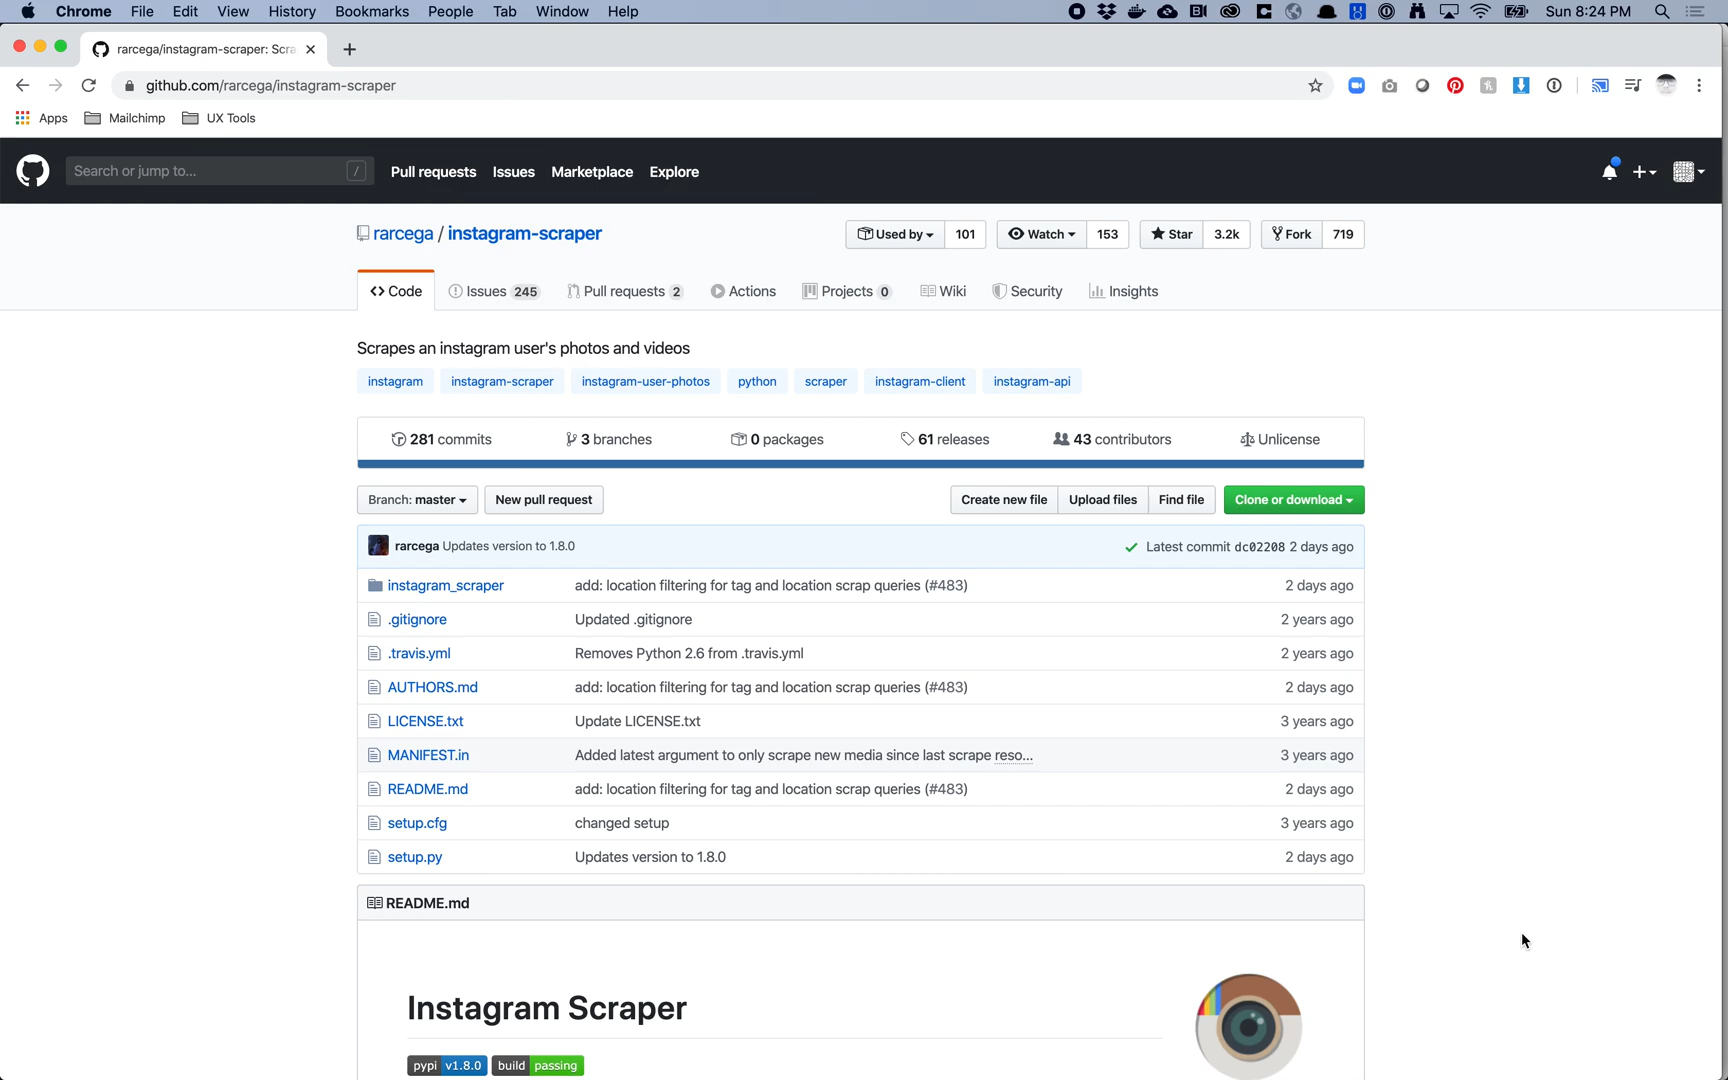 Chrome File Edit View History Bookmarks People Tab Window Help Sun 8:24 PM
rarcega/instagram-scraper: Scra
github.com/rarcega/instagram-scraper
Apps Mailchimp UX Tools
Search or jump to... / Pull requests Issues Marketplace Explore
rarcega / instagram-scraper Used by 101 Watch 153 Star 3.2k Fork 719
Code Issues 245 Pull requests 2 Actions Projects 0 Wiki Security Insights
Scrapes an instagram user's photos and videos
instagram instagram-scraper instagram-user-photos python scraper instagram-client instagram-api
281 commits 3 branches 0 packages 61 releases 43 contributors Unlicense
Branch: master New pull request Create new file Upload files Find file Clone or download
rarcega Updates version to 1.8.0 Latest commit dc02208 2 days ago
instagram_scraper add: location filtering for tag and location scrap queries (#483) 2 days ago
.gitignore Updated .gitignore 2 years ago
.travis.yml Removes Python 2.6 from .travis.yml 2 years ago
AUTHORS.md add: location filtering for tag and location scrap queries (#483) 2 days ago
LICENSE.txt Update LICENSE.txt 3 years ago
MANIFEST.in Added latest argument to only scrape new media since last scrape reso... 3 years ago
README.md add: location filtering for tag and location scrap queries (#483) 2 days ago
setup.cfg changed setup 3 years ago
setup.py Updates version to 1.8.0 2 days ago
README.md
Instagram Scraper
pypi v1.8.0 build passing